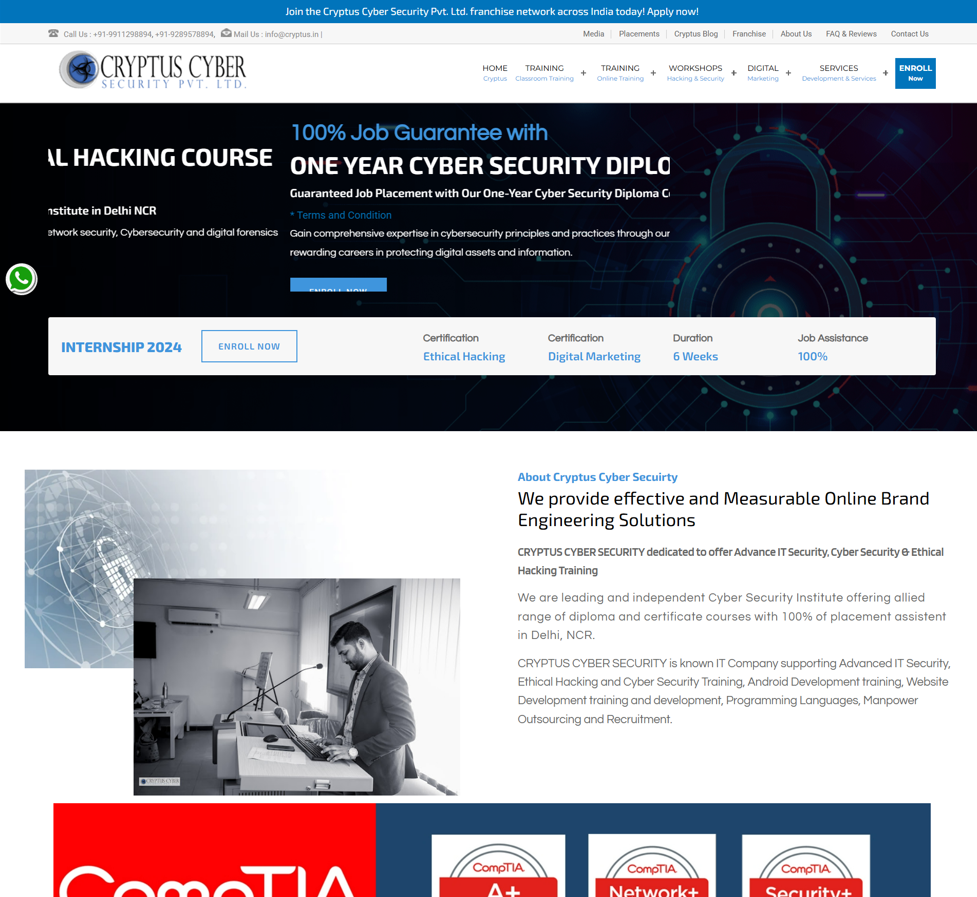 Join the Cryptus Cyber Security Pvt. Ltd. franchise network across India today! Apply now!
Call Us : +91-9911298894, +91-9289578894, Mail Us : info@cryptus.in |
Media | Placements | Cryptus Blog | Franchise | About Us FAQ & Reviews Contact Us
CRYPTUS CYBER
SECURITY PVT. LTD.
HOME TRAINING + TRAINING + WORKSHOPS + DIGITAL + SERVICES +
Cryptus Classroom Training Online Training Hacking & Security Marketing Development & Services
ENROLL
Now
AL HACKING COURSE
nstitute in Delhi NCR
etwork security, Cybersecurity and digital forensics
100% Job Guarantee with
ONE YEAR CYBER SECURITY DIPLO
Guaranteed Job Placement with Our One-Year Cyber Security Diploma C
* Terms and Condition
Gain comprehensive expertise in cybersecurity principles and practices through our
rewarding careers in protecting digital assets and information.
ENROLL NOW
INTERNSHIP 2024
ENROLL NOW
Certification
Ethical Hacking
Certification
Digital Marketing
Duration
6 Weeks
Job Assistance
100%
About Cryptus Cyber Secuirty
We provide effective and Measurable Online Brand
Engineering Solutions
CRYPTUS CYBER SECURITY dedicated to offer Advance IT Security, Cyber Security & Ethical
Hacking Training
We are leading and independent Cyber Security Institute offering allied
range of diploma and certificate courses with 100% of placement assistent
in Delhi, NCR.
CRYPTUS CYBER SECURITY is known IT Company supporting Advanced IT Security,
Ethical Hacking and Cyber Security Training, Android Development training, Website
Development training and development, Programming Languages, Manpower
Outsourcing and Recruitment.
CRYPTUS CYBER
CompTIA
CompTIA
A+
CompTIA
Network+
CompTIA
Security+